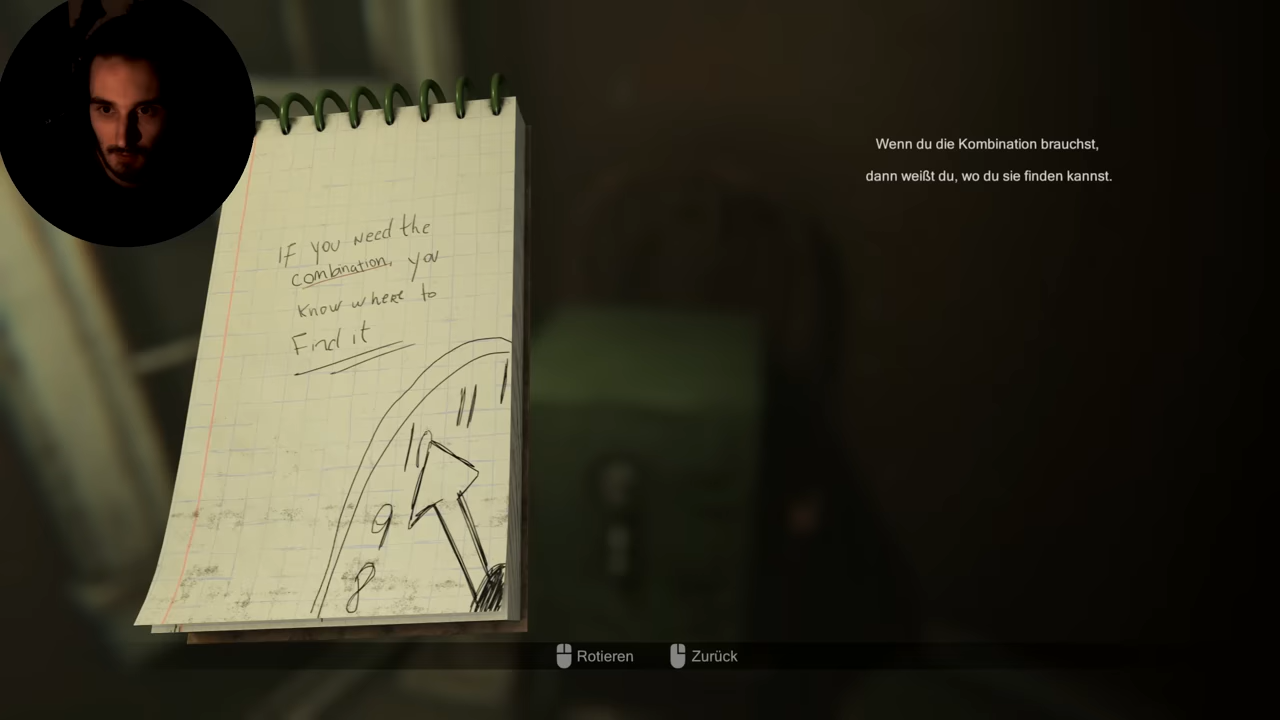 If you need the
combination, you
know where to
Find it
11
10
9
8
Wenn du die Kombination brauchst,
dann weißt du, wo du sie finden kannst.
Rotieren
Zurück